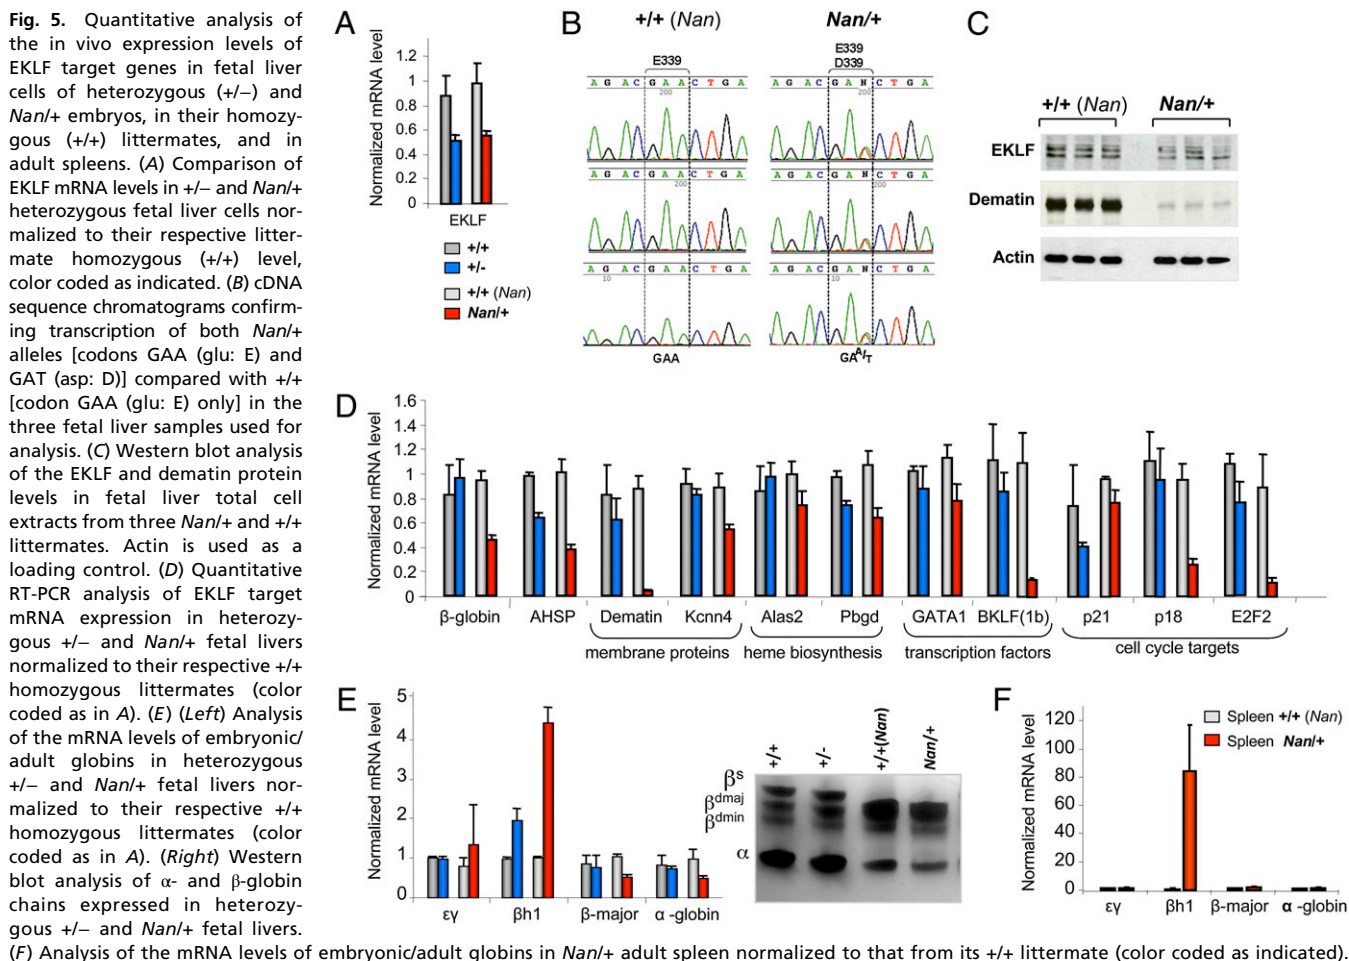 Fig. 5. Quantitative analysis of
the in vivo expression levels of
EKLF target genes in fetal liver
cells of heterozygous (+/−) and
Nan/+ embryos, in their homozy-
gous (+/+) littermates, and in
adult spleens. (A) Comparison of
EKLF mRNA levels in +/− and Nan/+
heterozygous fetal liver cells nor-
malized to their respective litter-
mate homozygous (+/+) level,
color coded as indicated. (B) cDNA
sequence chromatograms confirm-
ing transcription of both Nan/+
alleles [codons GAA (glu: E) and
GAT (asp: D)] compared with +/+
[codon GAA (glu: E) only] in the
three fetal liver samples used for
analysis. (C) Western blot analysis
of the EKLF and dematin protein
levels in fetal liver total cell
extracts from three Nan/+ and +/+
littermates. Actin is used as a
loading control. (D) Quantitative
RT-PCR analysis of EKLF target
mRNA expression in heterozy-
gous +/− and Nan/+ fetal livers
normalized to their respective +/+
homozygous littermates (color
coded as in A). (E) (Left) Analysis
of the mRNA levels of embryonic/
adult globins in heterozygous
+/− and Nan/+ fetal livers nor-
malized to their respective +/+
homozygous littermates (color
coded as in A). (Right) Western
blot analysis of α- and β-globin
chains expressed in heterozy-
gous +/− and Nan/+ fetal livers.
(F) Analysis of the mRNA levels of embryonic/adult globins in Nan/+ adult spleen normalized to that from its +/+ littermate (color coded as indicated).
A
Normalized mRNA level
1.2
1
0.8
0.6
0.4
0.2
0
EKLF
+/+
+/-
+/+ (Nan)
Nan/+
B
+/+ (Nan)
Nan/+
E339
E339
D339
A G A C G A A C T G A
200
A G A C G A N C T G A
A G A C G A A C T G A
200
A G A C G A N C T G A
200
A G A C G A A C T G A
10
A G A C G A N C T G A
10
GAA
GAA/T
C
+/+ (Nan)
Nan/+
EKLF
Dematin
Actin
D
Normalized mRNA level
1.6
1.4
1.2
1
0.8
0.6
0.4
0.2
0
β-globin AHSP Dematin Kcnn4 Alas2 Pbgd GATA1 BKLF(1b) p21 p18 E2F2
membrane proteins heme biosynthesis transcription factors cell cycle targets
E
Normalized mRNA level
5
4
3
2
1
0
εγ βh1 β-major α -globin
+/+
+/-
+/+(Nan)
Nan/+
βs
βdmaj
βdmin
α
F
Normalized mRNA level
120
100
80
60
40
20
0
Spleen +/+ (Nan)
Spleen Nan/+
εγ βh1 β-major α -globin